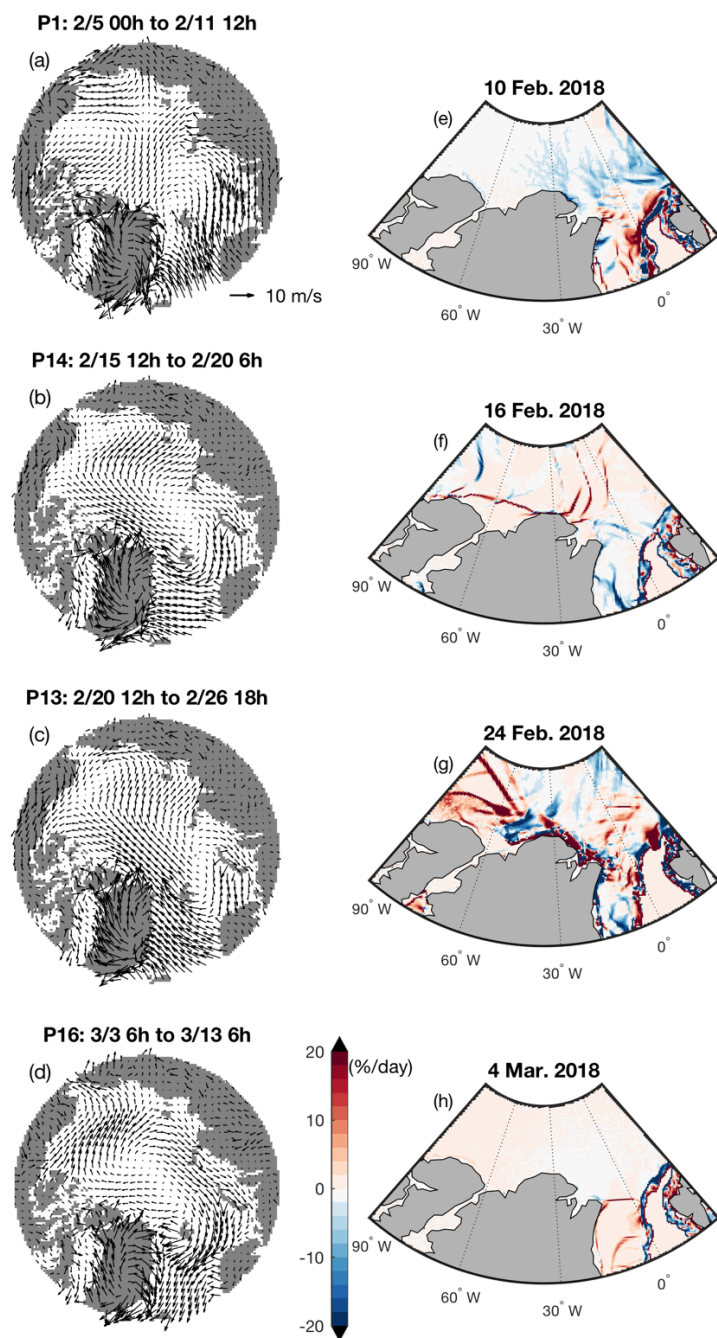 P1: 2/5 00h to 2/11 12h
(a)
10 m/s
10 Feb. 2018
(e)
90° W
60° W
30° W
0°
P14: 2/15 12h to 2/20 6h
(b)
16 Feb. 2018
(f)
90° W
60° W
30° W
0°
P13: 2/20 12h to 2/26 18h
(c)
24 Feb. 2018
(g)
90° W
60° W
30° W
0°
P16: 3/3 6h to 3/13 6h
(d)
20
(%/day)
10
0
-10
-20
4 Mar. 2018
(h)
90° W
60° W
30° W
0°